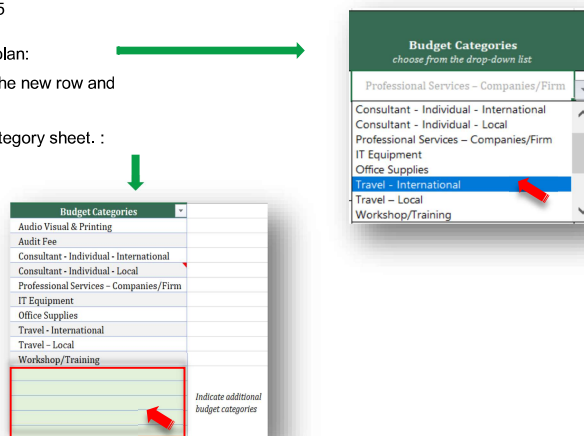 5
plan:
he new row and
tegory sheet. :
Budget Categories
choose from the drop-down list
Professional Services – Companies/Firm
Consultant - Individual - International
Consultant - Individual - Local
Professional Services – Companies/Firm
IT Equipment
Office Supplies
Travel - International
Travel – Local
Workshop/Training
Budget Categories
Audio Visual & Printing
Audit Fee
Consultant - Individual - International
Consultant - Individual - Local
Professional Services – Companies/Firm
IT Equipment
Office Supplies
Travel - International
Travel – Local
Workshop/Training
Indicate additional
budget categories